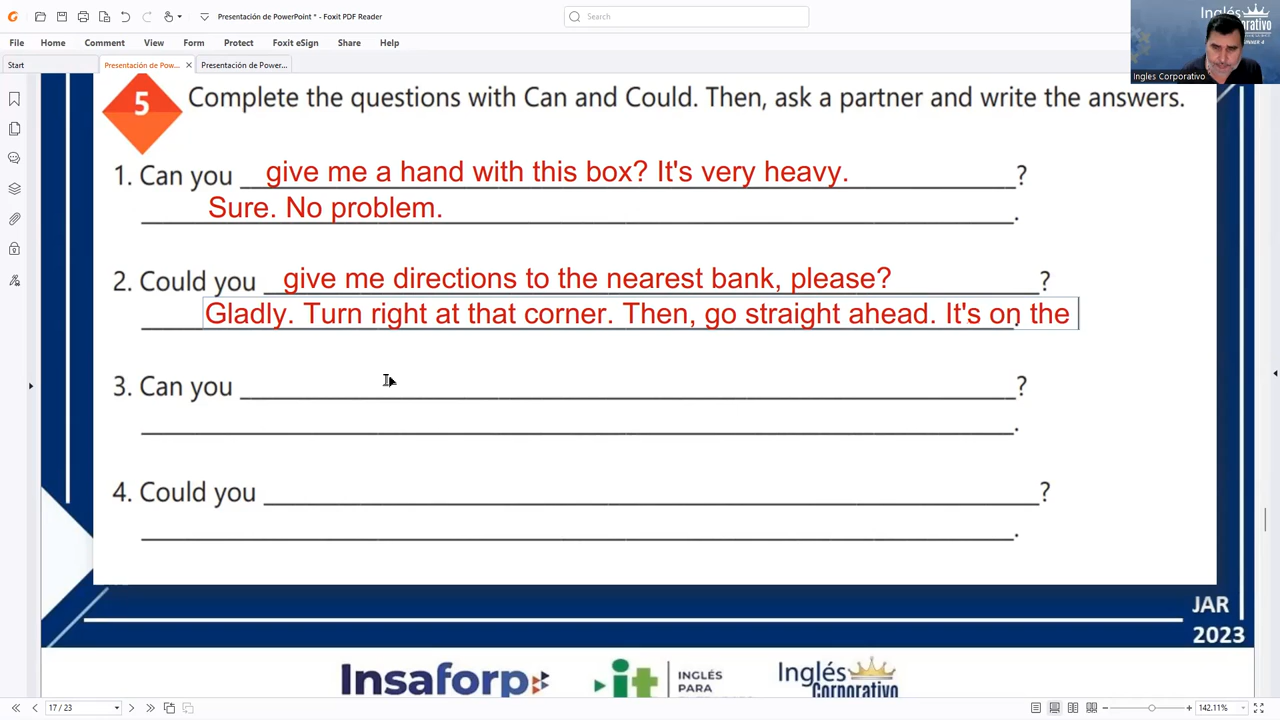 Presentación de PowerPoint * - Foxit PDF Reader
Search
File Home Comment View Form Protect Foxit eSign Share Help
Start
Presentación de Pow... ×
Presentación de Power...
Inglés
Ingles Corporativo
5
Complete the questions with Can and Could. Then, ask a partner and write the answers.
1. Can you give me a hand with this box? It's very heavy. ?
Sure. No problem. .
2. Could you give me directions to the nearest bank, please? ?
Gladly. Turn right at that corner. Then, go straight ahead. It's on the
3. Can you ?
.
4. Could you ?
.
JAR
2023
Insaforp
it
INGLÉS
PARA
Inglés
Corporativo
17 / 23
142.11%